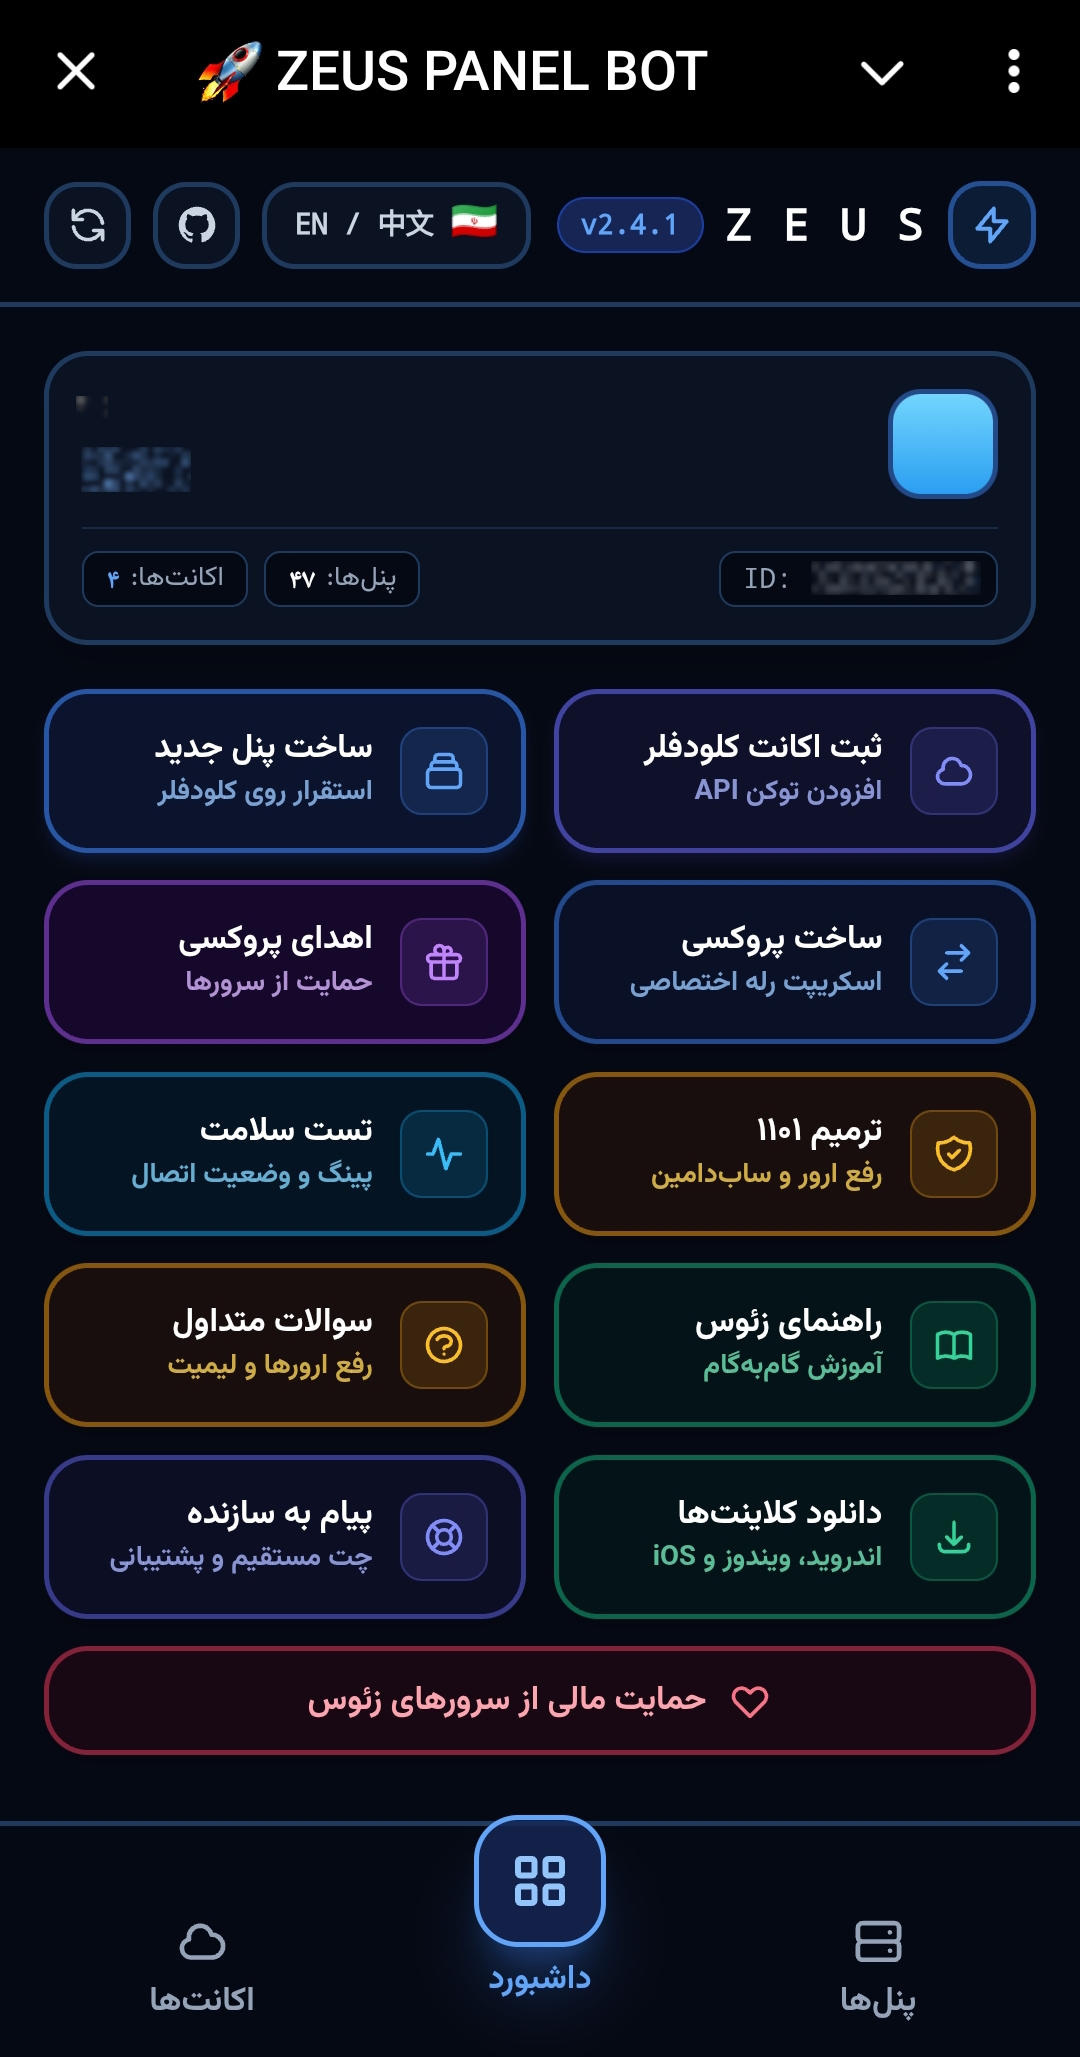 ZEUS PANEL BOT
EN / 中文
v2.4.1
ZEUS
ID:
پنل‌ها: ۴۷
اکانت‌ها: ۴
ثبت اکانت کلودفلر
افزودن توکن API
ساخت پنل جدید
استقرار روی کلودفلر
ساخت پروکسی
اسکریپت رله اختصاصی
اهدای پروکسی
حمایت از سرورها
ترمیم ۱۱۰۱
رفع ارور و ساب‌دامین
تست سلامت
پینگ و وضعیت اتصال
راهنمای زئوس
آموزش گام‌به‌گام
سوالات متداول
رفع ارورها و لیمیت
دانلود کلاینت‌ها
اندروید، ویندوز و iOS
پیام به سازنده
چت مستقیم و پشتیبانی
حمایت مالی از سرورهای زئوس
پنل‌ها
داشبورد
اکانت‌ها